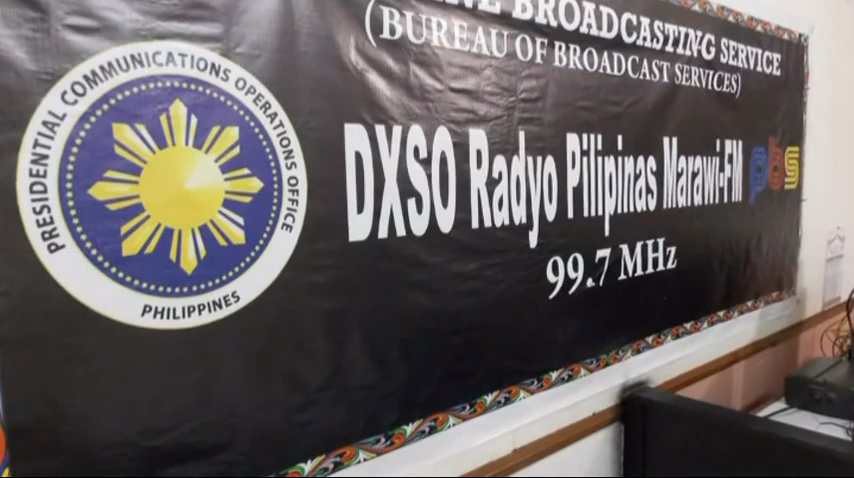 PRESIDENTIAL COMMUNICATIONS OPERATIONS OFFICE
PHILIPPINES
BROADCASTING SERVICE
(BUREAU OF BROADCAST SERVICES)
DXSO Radyo Pilipinas Marawi-FM
pbs
99.7 MHz